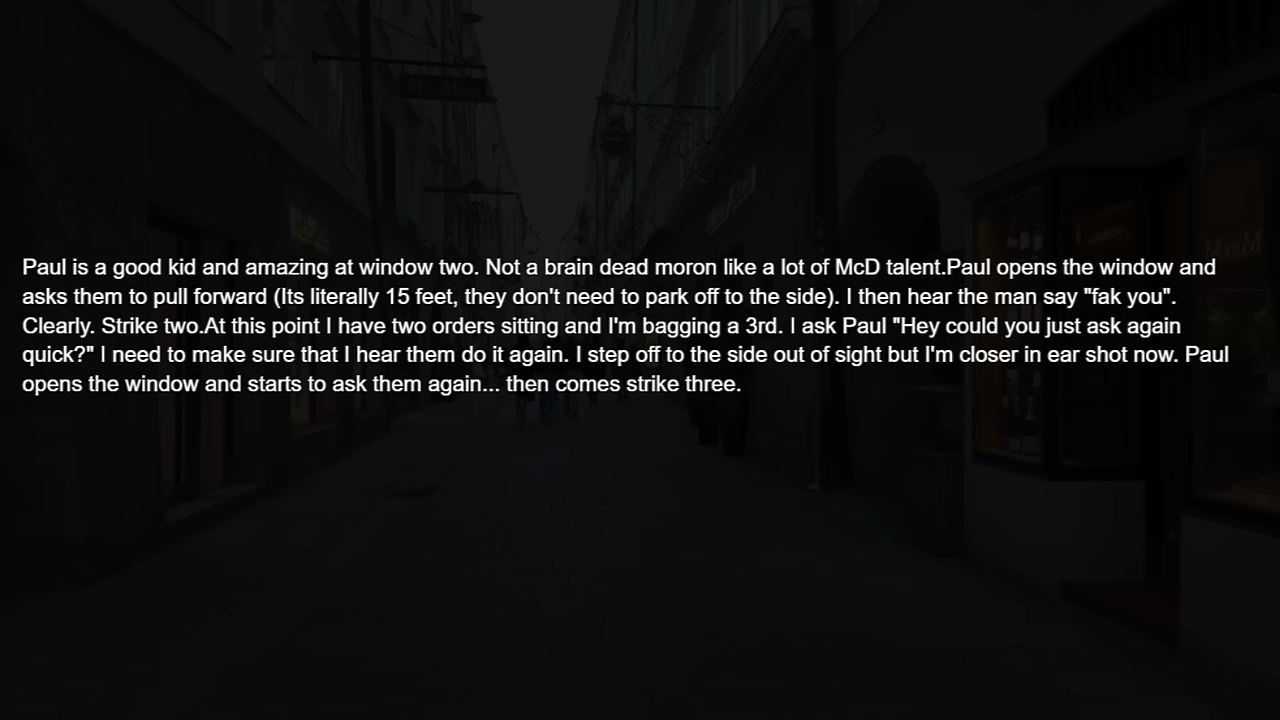 Paul is a good kid and amazing at window two. Not a brain dead moron like a lot of McD talent.Paul opens the window and
asks them to pull forward (Its literally 15 feet, they don't need to park off to the side). I then hear the man say "fak you".
Clearly. Strike two.At this point I have two orders sitting and I'm bagging a 3rd. I ask Paul "Hey could you just ask again
quick?" I need to make sure that I hear them do it again. I step off to the side out of sight but I'm closer in ear shot now. Paul
opens the window and starts to ask them again... then comes strike three.